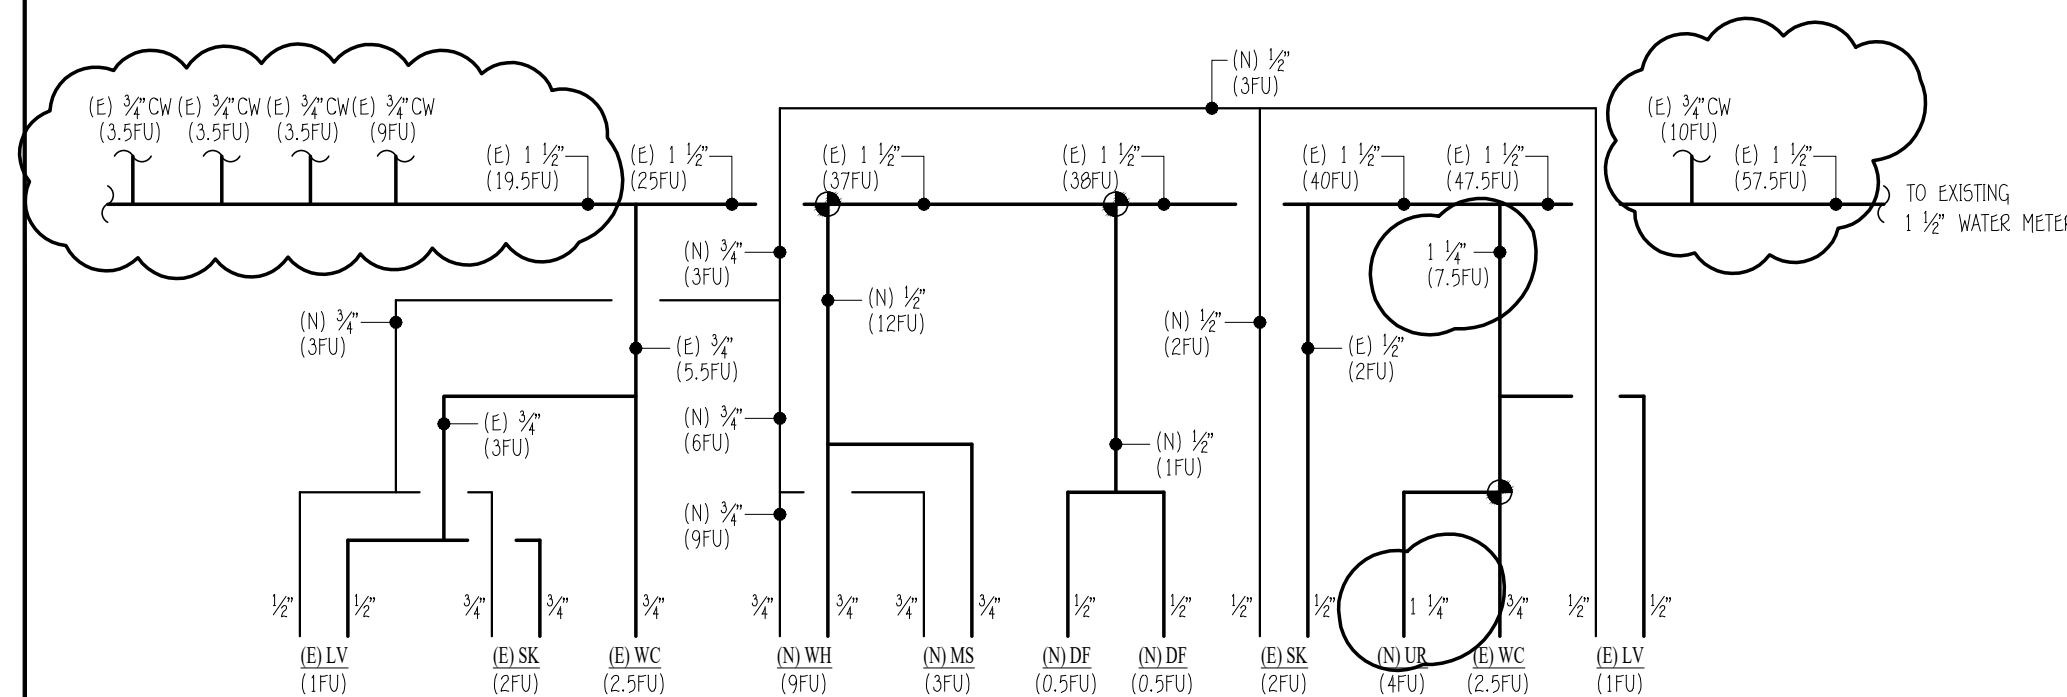 (N) ½"
(3FU)
(E) ¾"CW (E) ¾"CW (E) ¾"CW (E) ¾"CW
(3.5FU) (3.5FU) (3.5FU) (9FU)
(E) ¾"CW
(10FU)
(E) 1 ½"
(19.5FU)
(E) 1 ½"
(25FU)
(E) 1 ½"
(37FU)
(E) 1 ½"
(38FU)
(E) 1 ½"
(40FU)
(E) 1 ½"
(47.5FU)
(E) 1 ½"
(57.5FU)
TO EXISTING
1 ½" WATER METER
(N) ¾"
(3FU)
1 ¼"
(7.5FU)
(N) ¾"
(3FU)
(N) ½"
(12FU)
(N) ½"
(2FU)
(E) ¾"
(5.5FU)
(E) ½"
(2FU)
(E) ¾"
(3FU)
(N) ¾"
(6FU)
(N) ½"
(1FU)
(N) ¾"
(9FU)
½" ½" ¾" ¾" ¾" ¾" ¾" ¾" ¾" ½" ½" ½" ½" 1 ¼" ¾" ½" ½"
(E) LV (E) SK (E) WC (N) WH (N) MS (N) DF (N) DF (E) SK (N) UR (E) WC (E) LV
(1FU) (2FU) (2.5FU) (9FU) (3FU) (0.5FU) (0.5FU) (2FU) (4FU) (2.5FU) (1FU)